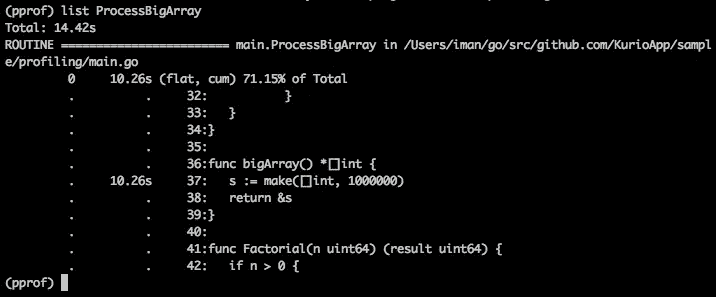 (pprof) list ProcessBigArray
Total: 14.42s
ROUTINE ======================== main.ProcessBigArray in /Users/iman/go/src/github.com/KurioApp/sampl
e/profiling/main.go
         0     10.26s (flat, cum) 71.15% of Total
         .          .     32:            }
         .          .     33:   }
         .          .     34:}
         .          .     35:
         .          .     36:func bigArray() *[]int {
         .     10.26s     37:   s := make([]int, 1000000)
         .          .     38:   return &s
         .          .     39:}
         .          .     40:
         .          .     41:func Factorial(n uint64) (result uint64) {
         .          .     42:   if n > 0 {
(pprof)